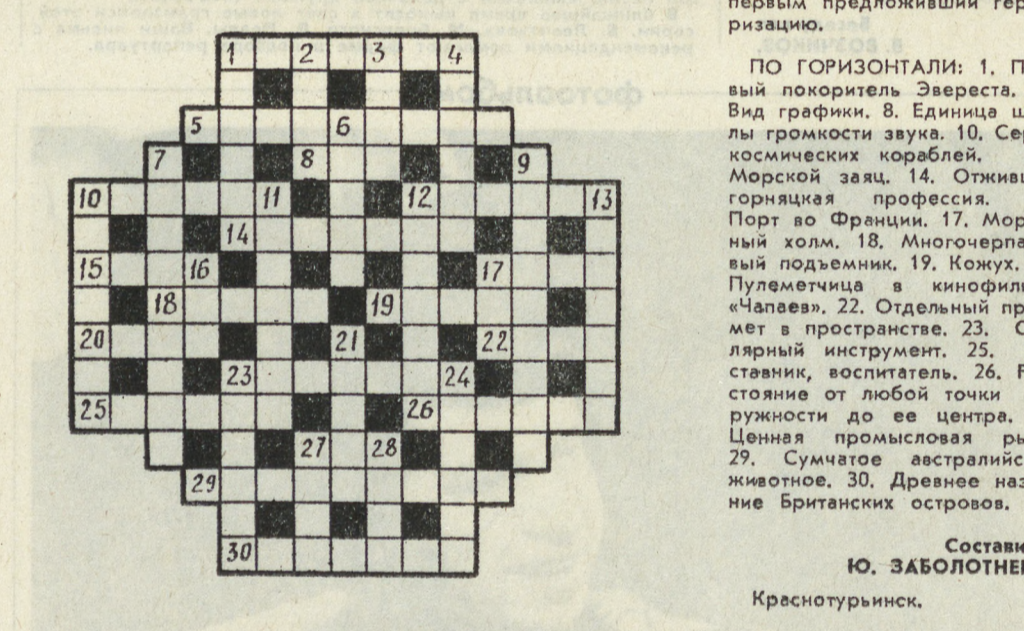 первым предложивший гер
ризацию.
ПО ГОРИЗОНТАЛИ: 1. П
вый покоритель Эвереста.
Вид графики. 8. Единица ш
лы громкости звука. 10. Сер
космических кораблей.
Морской заяц. 14. Отживш
горняцкая профессия.
Порт во Франции. 17. Мор
ный холм. 18. Многочерпа
вый подъемник. 19. Кожух.
Пулеметчица в кинофиль
«Чапаев». 22. Отдельный пр
мет в пространстве. 23. С
лярный инструмент. 25.
ставник, воспитатель. 26. Р
стояние от любой точки
ружности до ее центра.
Ценная промысловая ры
29. Сумчатое австралийс
животное. 30. Древнее наз
ние Британских островов.
Состави
Ю. ЗАБОЛОТНЕ
Краснотурьинск.
1 2 3 4
5 6
7 8 9
10 11 12 13
14
15 16 17
18 19
20 21 22
23 24
25 26
27 28
29
30